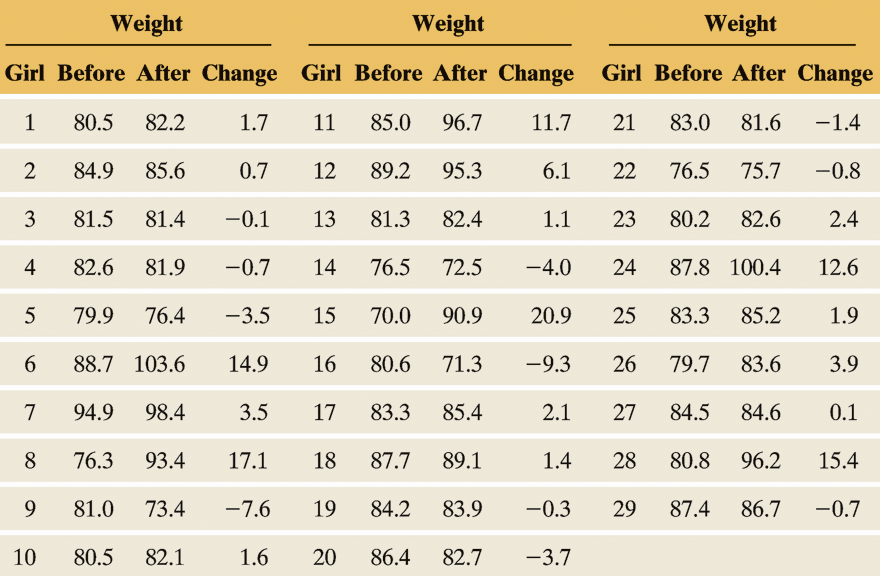 Weight Weight Weight
Girl Before After Change Girl Before After Change Girl Before After Change
1 80.5 82.2 1.7 11 85.0 96.7 11.7 21 83.0 81.6 −1.4
2 84.9 85.6 0.7 12 89.2 95.3 6.1 22 76.5 75.7 −0.8
3 81.5 81.4 −0.1 13 81.3 82.4 1.1 23 80.2 82.6 2.4
4 82.6 81.9 −0.7 14 76.5 72.5 −4.0 24 87.8 100.4 12.6
5 79.9 76.4 −3.5 15 70.0 90.9 20.9 25 83.3 85.2 1.9
6 88.7 103.6 14.9 16 80.6 71.3 −9.3 26 79.7 83.6 3.9
7 94.9 98.4 3.5 17 83.3 85.4 2.1 27 84.5 84.6 0.1
8 76.3 93.4 17.1 18 87.7 89.1 1.4 28 80.8 96.2 15.4
9 81.0 73.4 −7.6 19 84.2 83.9 −0.3 29 87.4 86.7 −0.7
10 80.5 82.1 1.6 20 86.4 82.7 −3.7